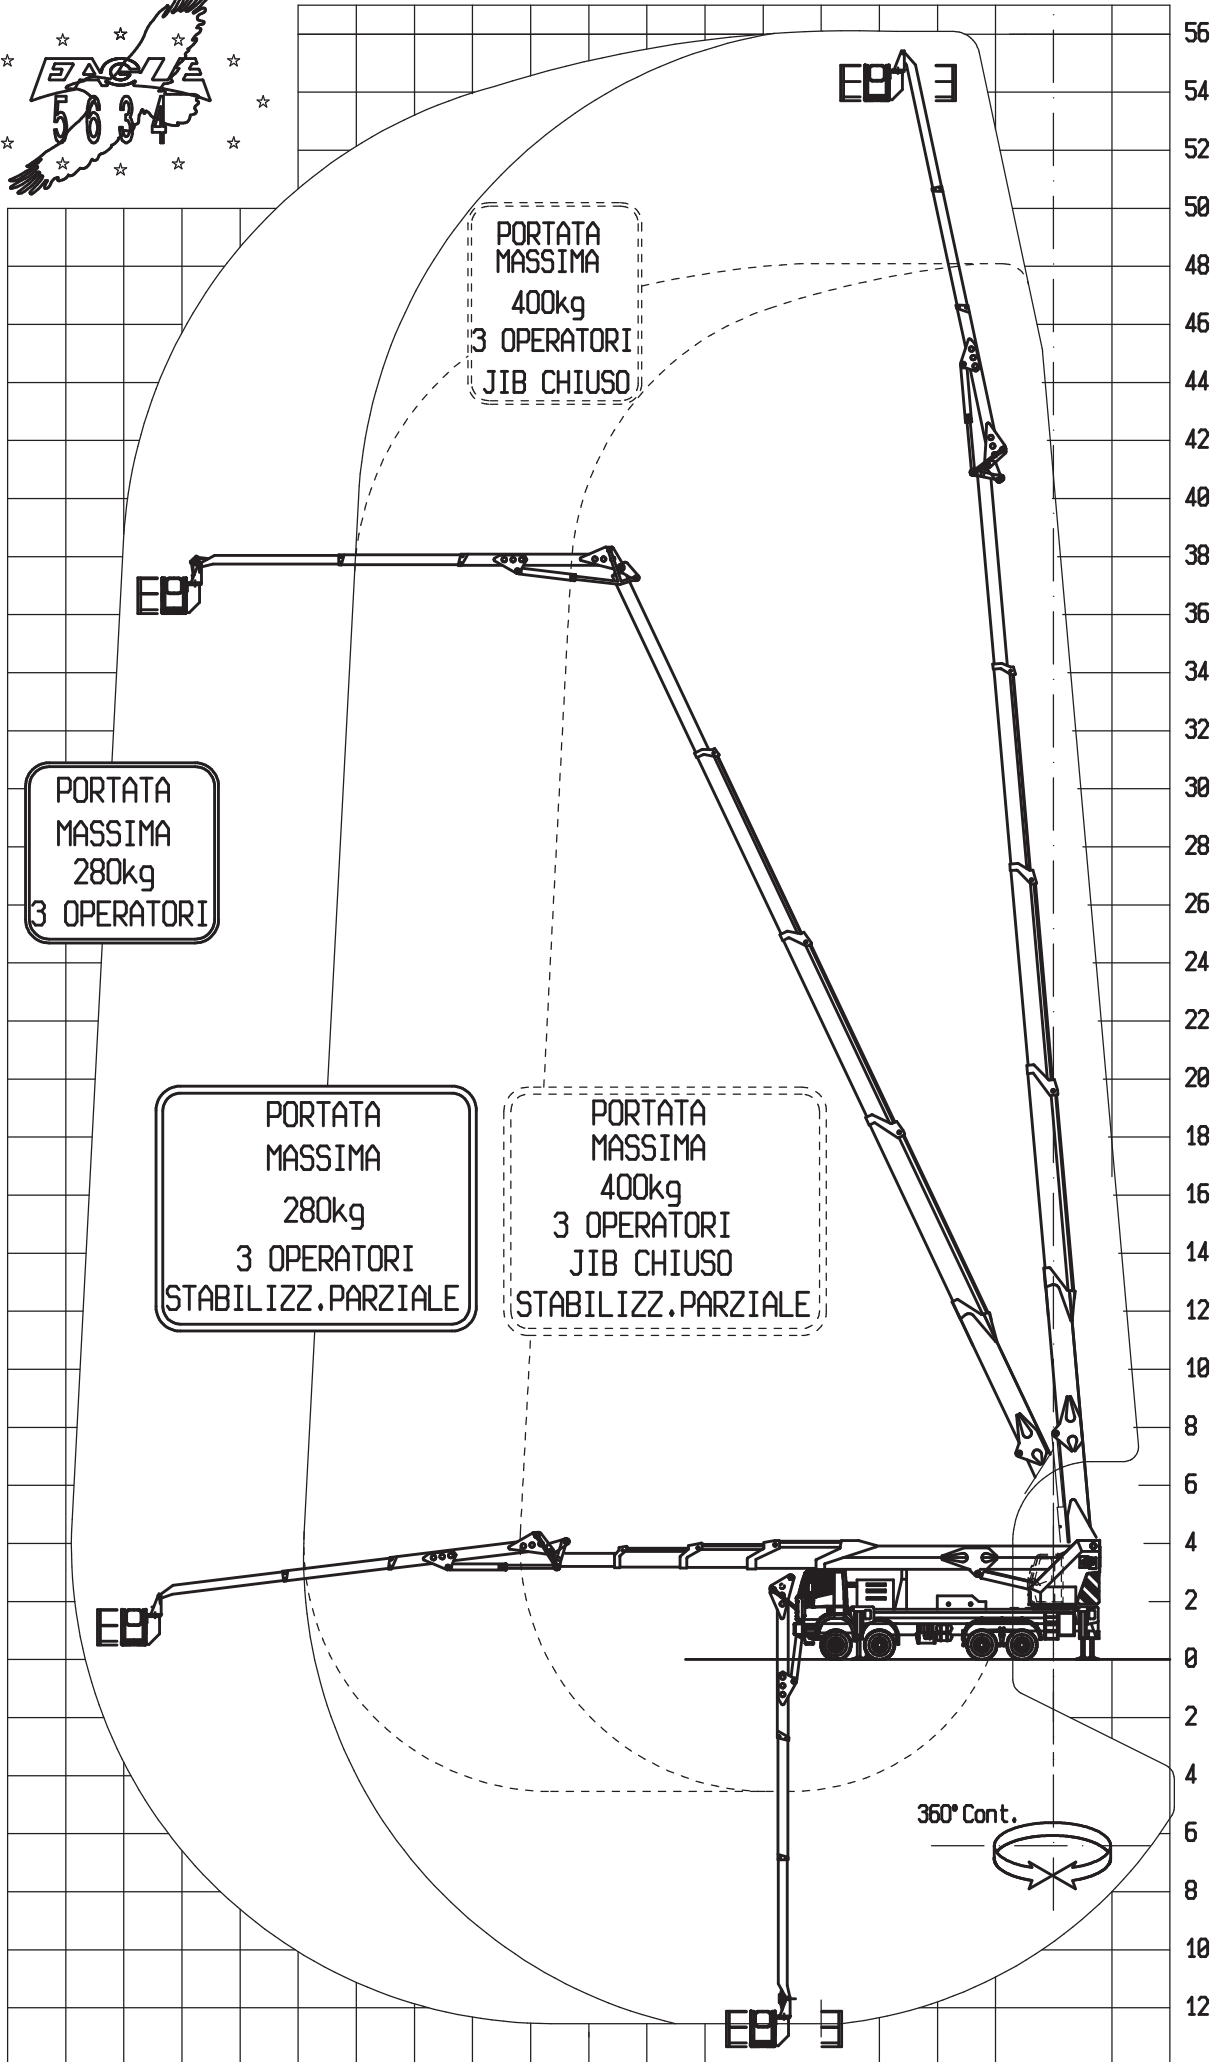 EAGLE
5634
PORTATA
MASSIMA
400kg
3 OPERATORI
JIB CHIUSO
PORTATA
MASSIMA
280kg
3 OPERATORI
PORTATA
MASSIMA
280kg
3 OPERATORI
STABILIZZ.PARZIALE
PORTATA
MASSIMA
400kg
3 OPERATORI
JIB CHIUSO
STABILIZZ.PARZIALE
360° Cont.
56
54
52
50
48
46
44
42
40
38
36
34
32
30
28
26
24
22
20
18
16
14
12
10
8
6
4
2
0
2
4
6
8
10
12